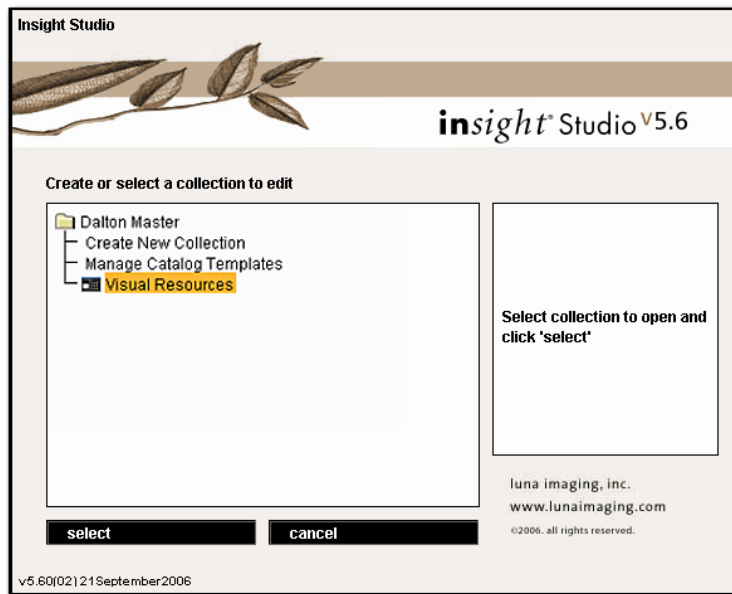 Insight Studio
insight® Studio v5.6
Create or select a collection to edit
Dalton Master
Create New Collection
Manage Catalog Templates
Visual Resources
Select collection to open and
click 'select'
luna imaging, inc.
www.lunaimaging.com
©2006. all rights reserved.
select
cancel
v5.60(02) 21September2006